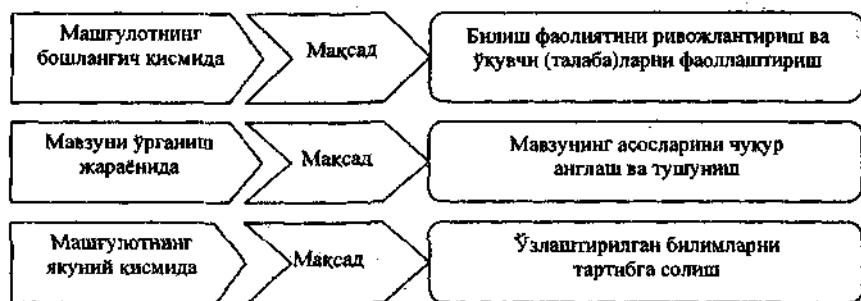 Машғулотнинг
бошланғич қисмида
Мақсад
Билиш фаолиятини ривожлантириш ва
ўқувчи (талаба)ларни фаоллаштириш
Мавзуни ўрганиш
жараёнида
Мақсад
Мавзунинг асосларини чуқур
англаш ва тушуниш
Машғулотнинг
якуний қисмида
Мақсад
Ўзлаштирилган билимларни
тартибга солиш